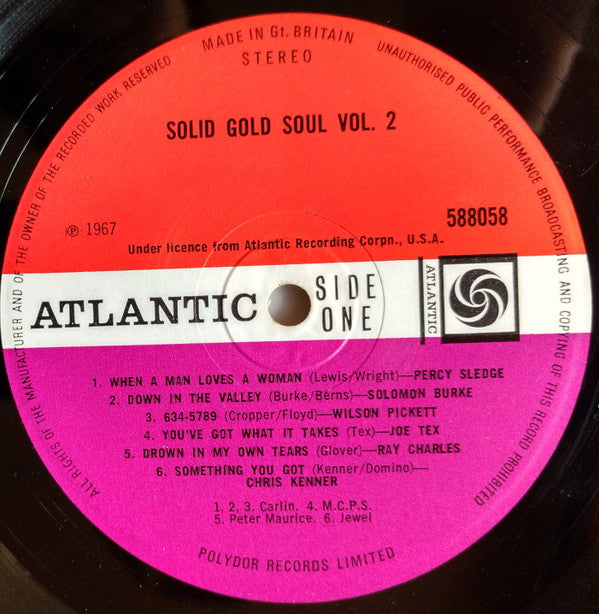 MADE IN Gt. BRITAIN
STEREO
UNAUTHORISED PUBLIC PERFORMANCE BROADCASTING AND COPYING OF THIS RECORD PROHIBITED
ALL RIGHTS OF THE MANUFACTURER AND OF THE OWNER OF THE RECORDED WORK RESERVED
SOLID GOLD SOUL VOL. 2
℗ 1967
588058
Under licence from Atlantic Recording Corpn., U.S.A.
ATLANTIC
SIDE
ONE
ATLANTIC
1. WHEN A MAN LOVES A WOMAN (Lewis/Wright)—PERCY SLEDGE
2. DOWN IN THE VALLEY (Burke/Berns)—SOLOMON BURKE
3. 634-5789 (Cropper/Floyd)—WILSON PICKETT
4. YOU'VE GOT WHAT IT TAKES (Tex)—JOE TEX
5. DROWN IN MY OWN TEARS (Glover)—RAY CHARLES
6. SOMETHING YOU GOT (Kenner/Domino)—
CHRIS KENNER
1, 2, 3. Carlin. 4. M.C.P.S.
5. Peter Maurice. 6. Jewel
POLYDOR RECORDS LIMITED